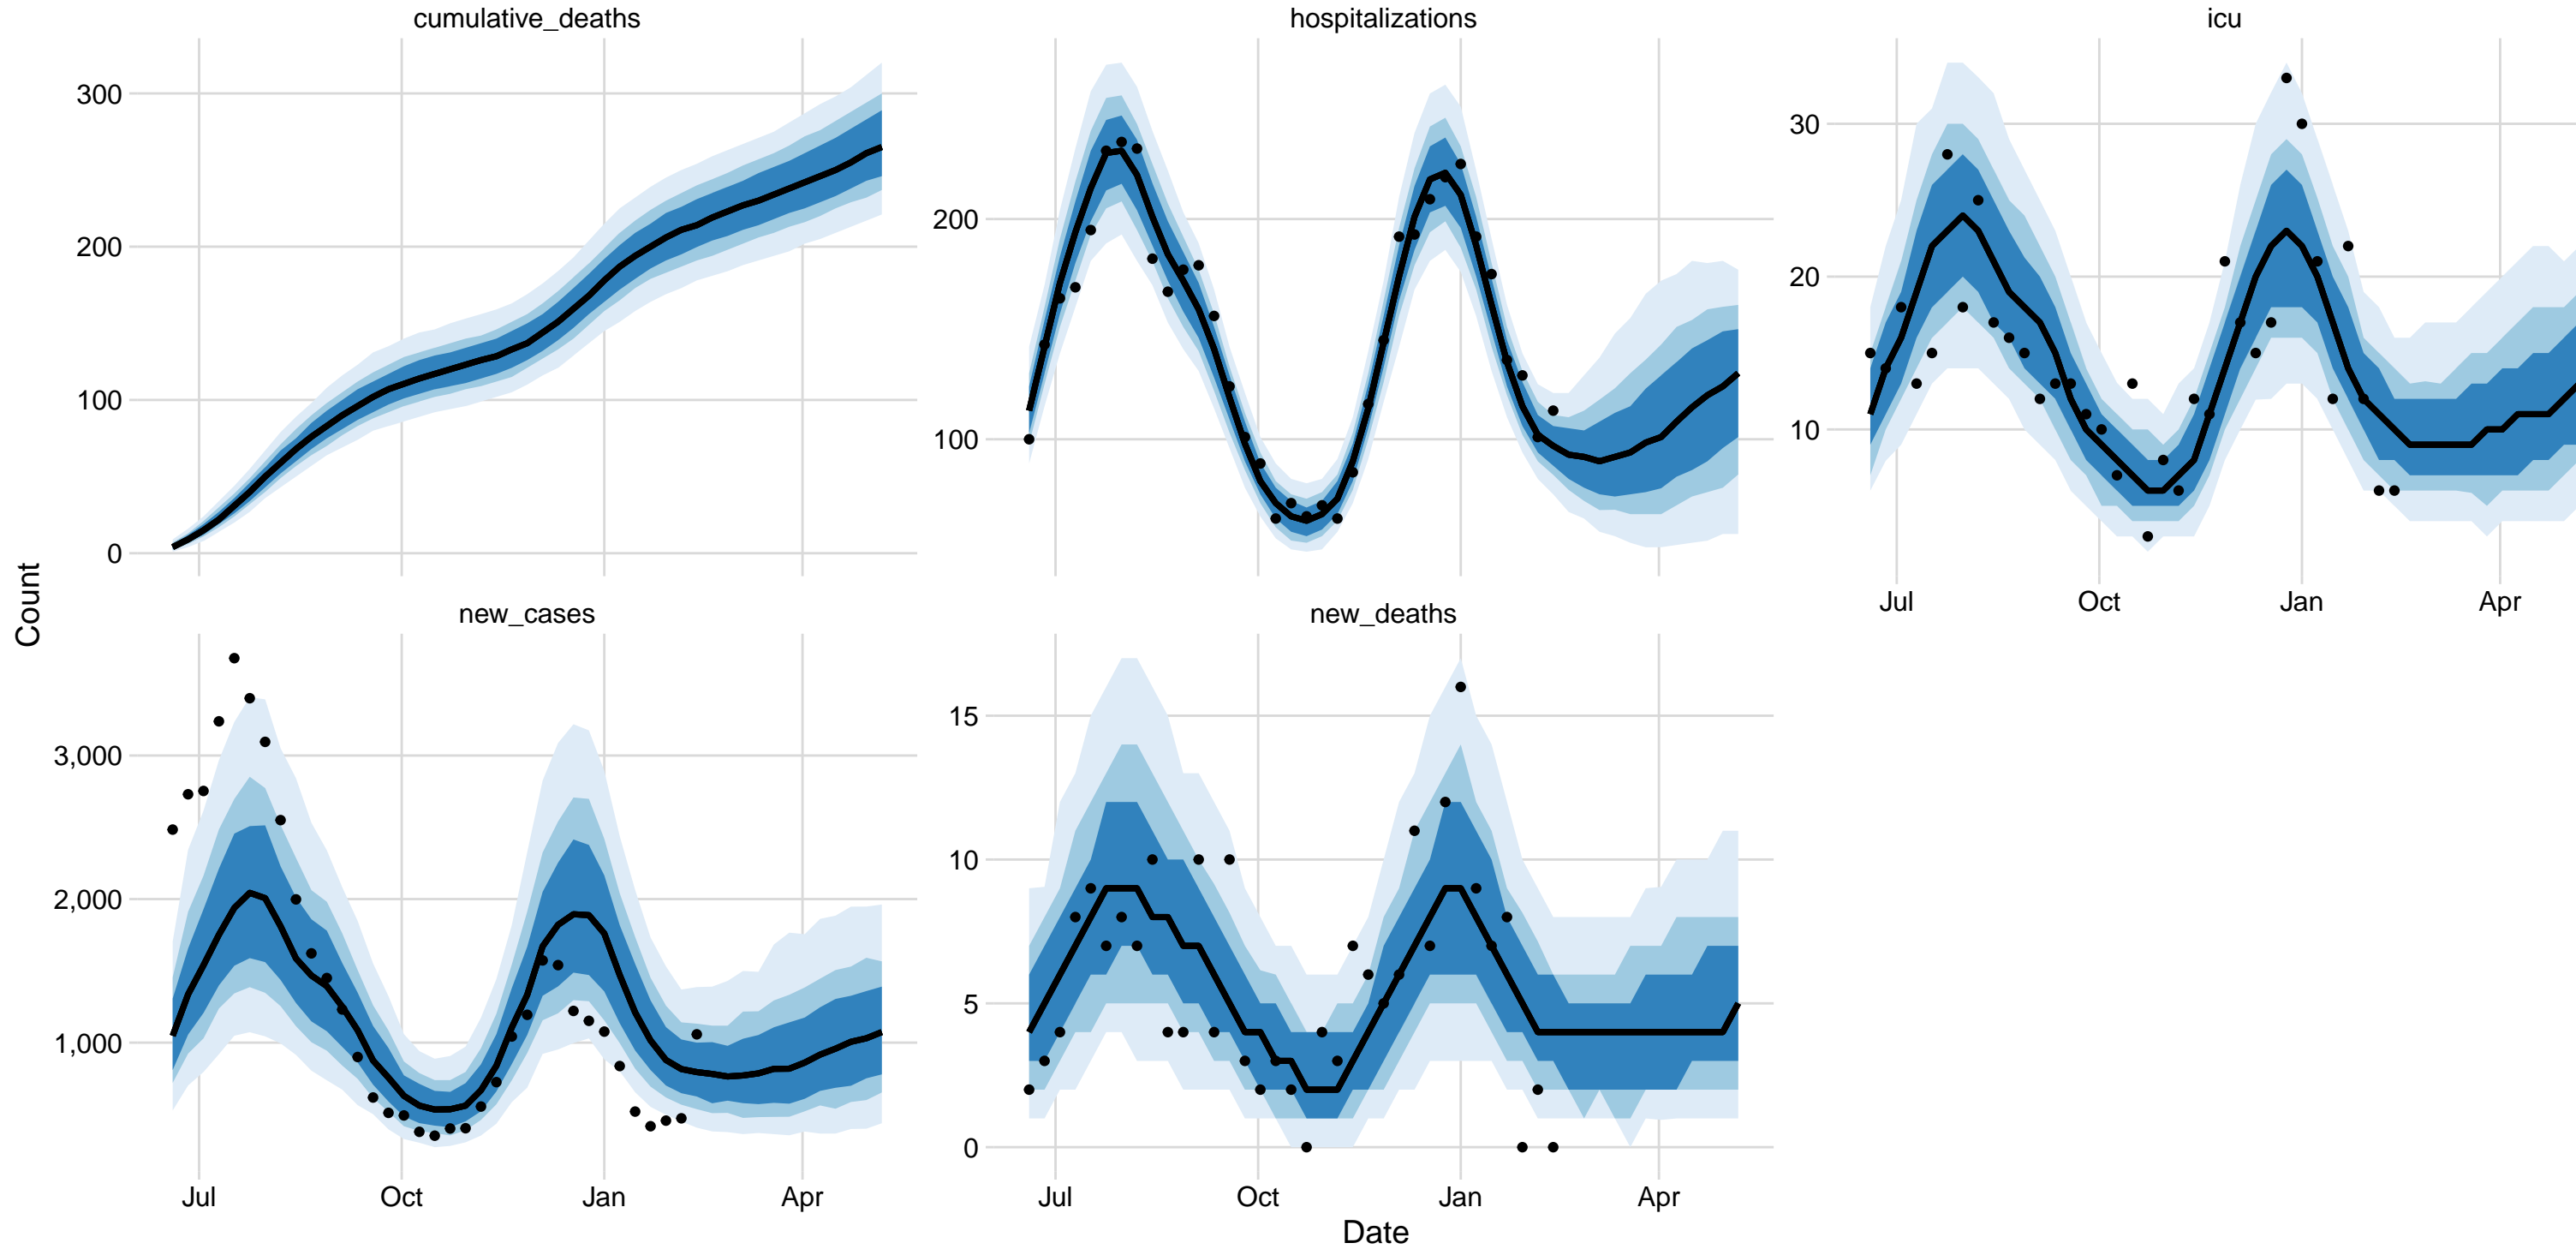 cumulative_deaths
hospitalizations
icu
300
200
100
0
200
100
30
20
10
Jul Oct Jan Apr
Count
new_cases
new_deaths
3,000
2,000
1,000
15
10
5
0
Jul Oct Jan Apr
Jul Oct Jan Apr
Date